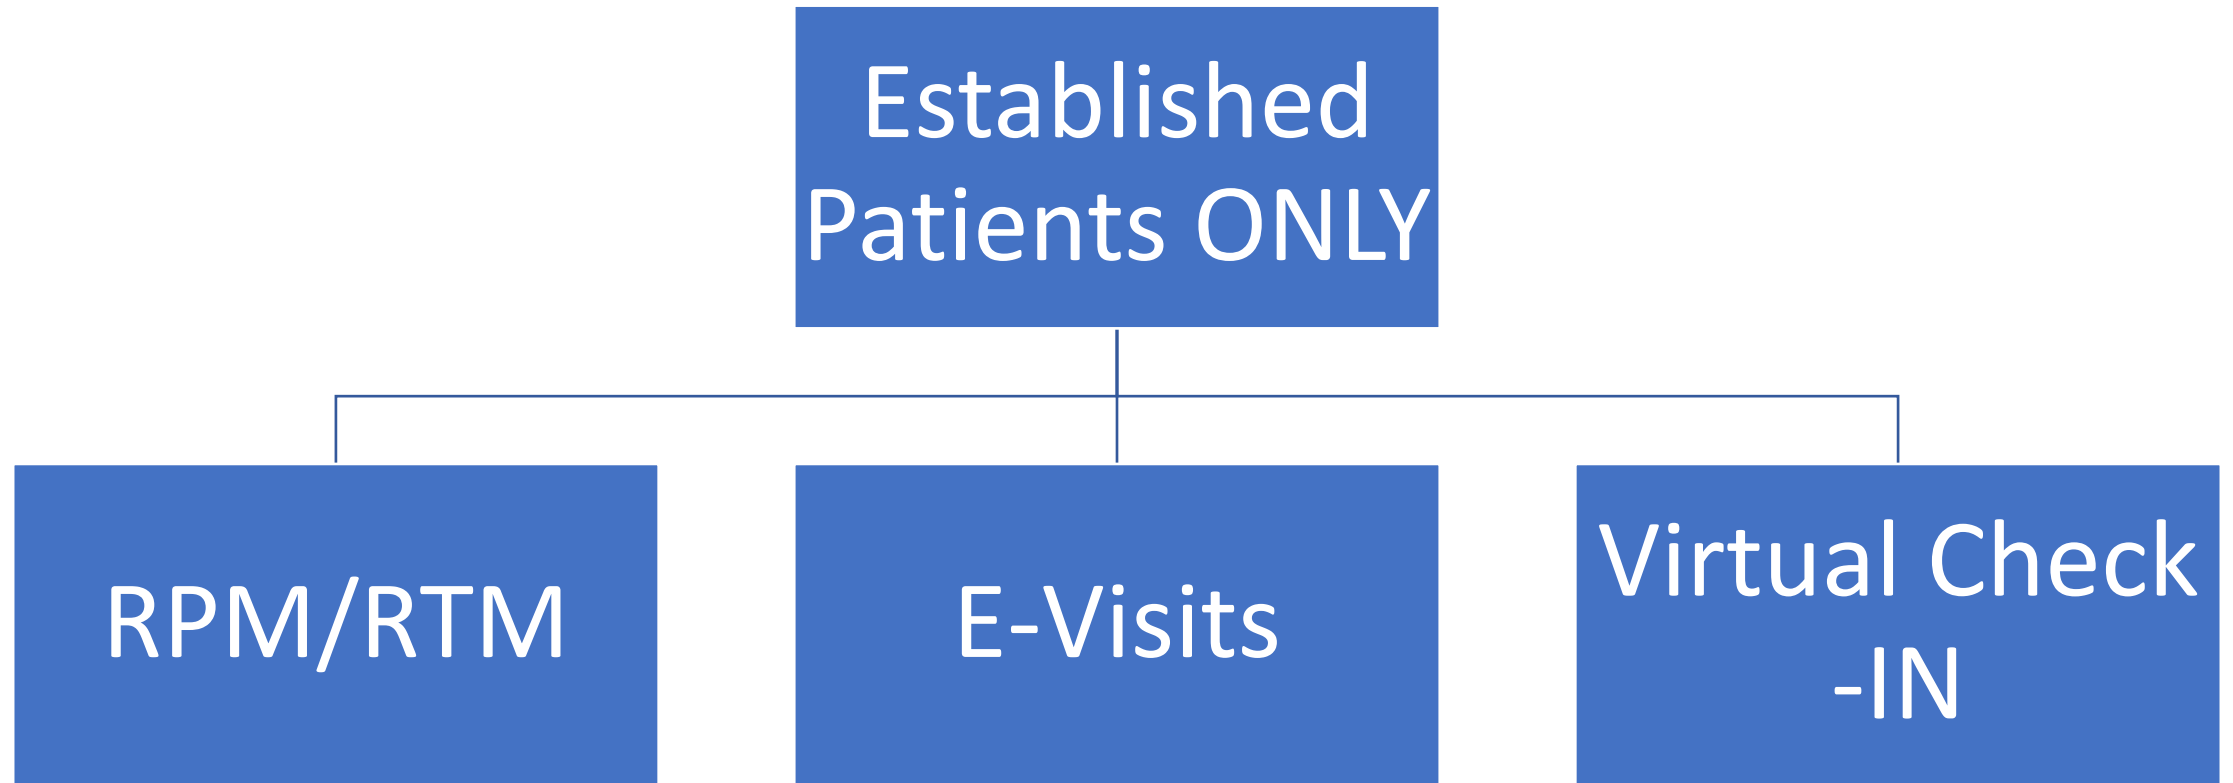 Established
Patients ONLY
RPM/RTM
E-Visits
Virtual Check
-IN